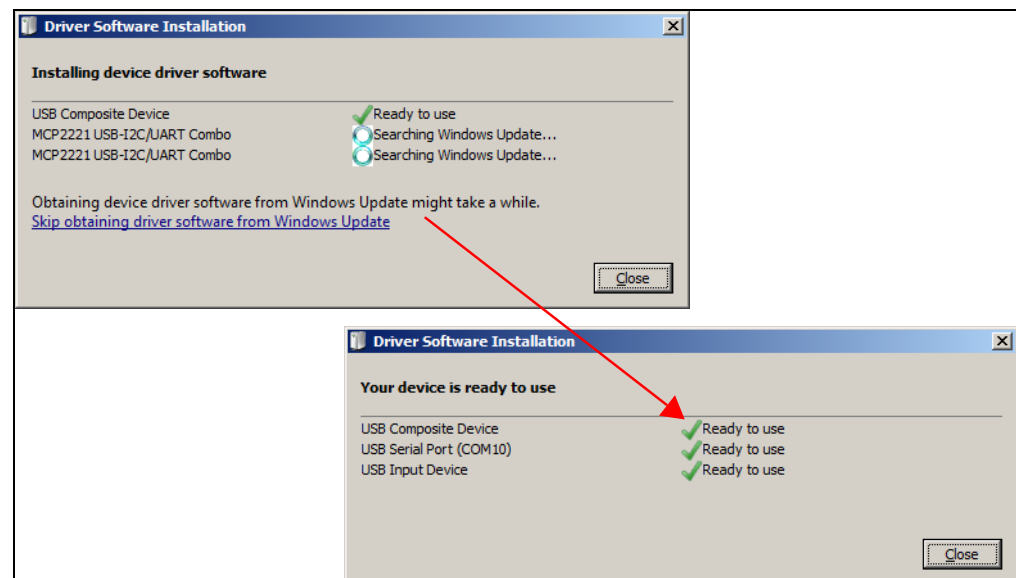 Driver Software Installation
Installing device driver software
USB Composite Device Ready to use
MCP2221 USB-I2C/UART Combo Searching Windows Update...
MCP2221 USB-I2C/UART Combo Searching Windows Update...
Obtaining device driver software from Windows Update might take a while.
Skip obtaining driver software from Windows Update
Close
Driver Software Installation
Your device is ready to use
USB Composite Device Ready to use
USB Serial Port (COM10) Ready to use
USB Input Device Ready to use
Close